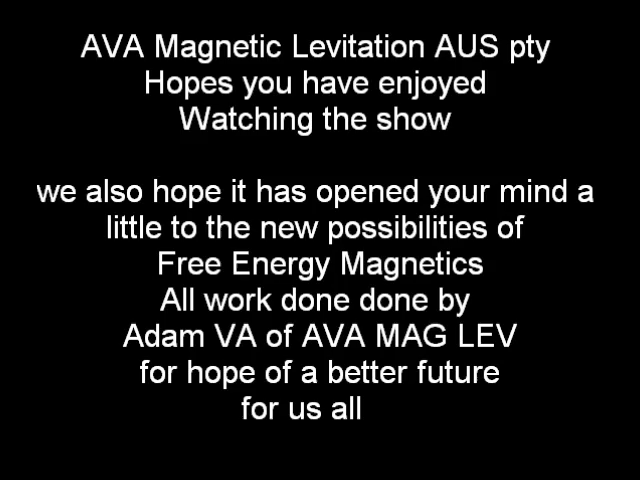 AVA Magnetic Levitation AUS pty
Hopes you have enjoyed
Watching the show
we also hope it has opened your mind a
little to the new possibilities of
Free Energy Magnetics
All work done done by
Adam VA of AVA MAG LEV
for hope of a better future
for us all